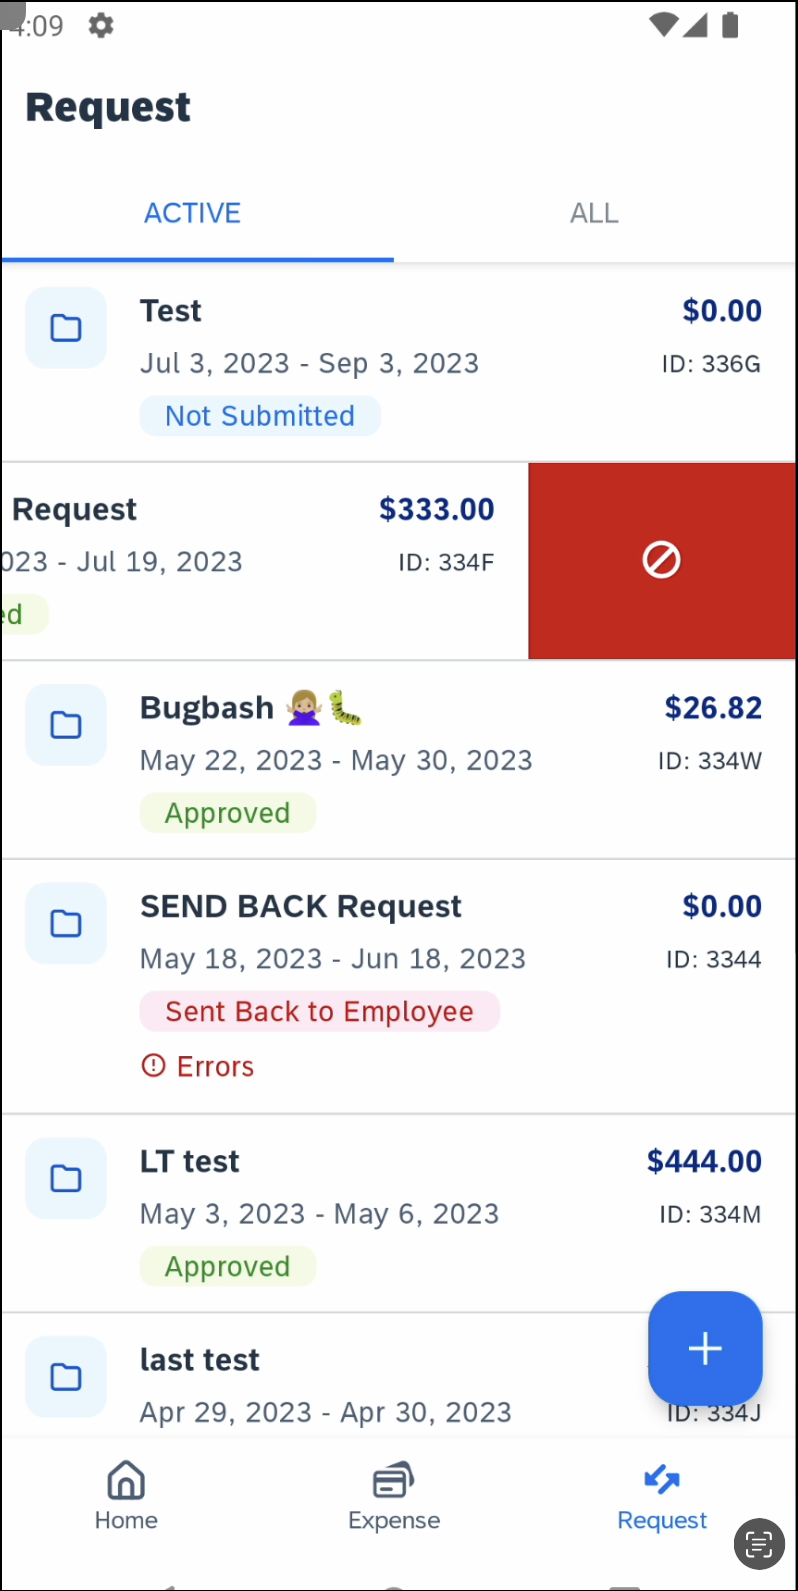 4:09
Request
ACTIVE
ALL
Test
$0.00
Jul 3, 2023 - Sep 3, 2023
ID: 336G
Not Submitted
Request
$333.00
023 - Jul 19, 2023
ID: 334F
ed
Bugbash 🙅🏼‍♀️🐛
$26.82
May 22, 2023 - May 30, 2023
ID: 334W
Approved
SEND BACK Request
$0.00
May 18, 2023 - Jun 18, 2023
ID: 3344
Sent Back to Employee
Errors
LT test
$444.00
May 3, 2023 - May 6, 2023
ID: 334M
Approved
last test
Apr 29, 2023 - Apr 30, 2023
ID: 334J
Home
Expense
Request